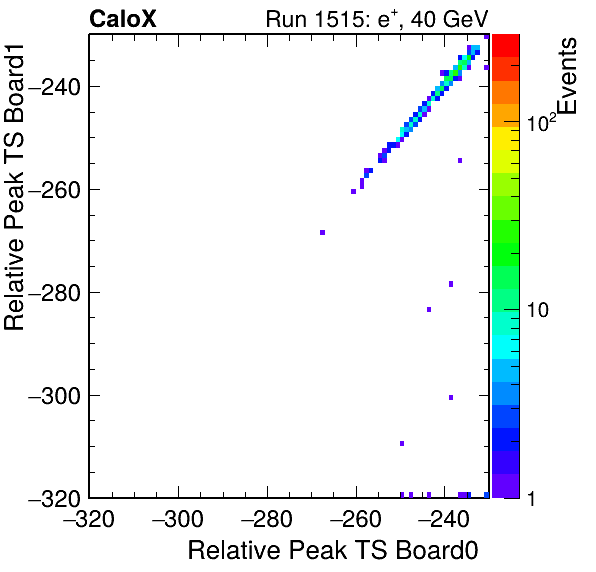 CaloX Run 1515: e⁺, 40 GeV
Relative Peak TS Board1
−240
−260
−280
−300
−320
−320 −300 −280 −260 −240
Relative Peak TS Board0
Events
10²
10
1